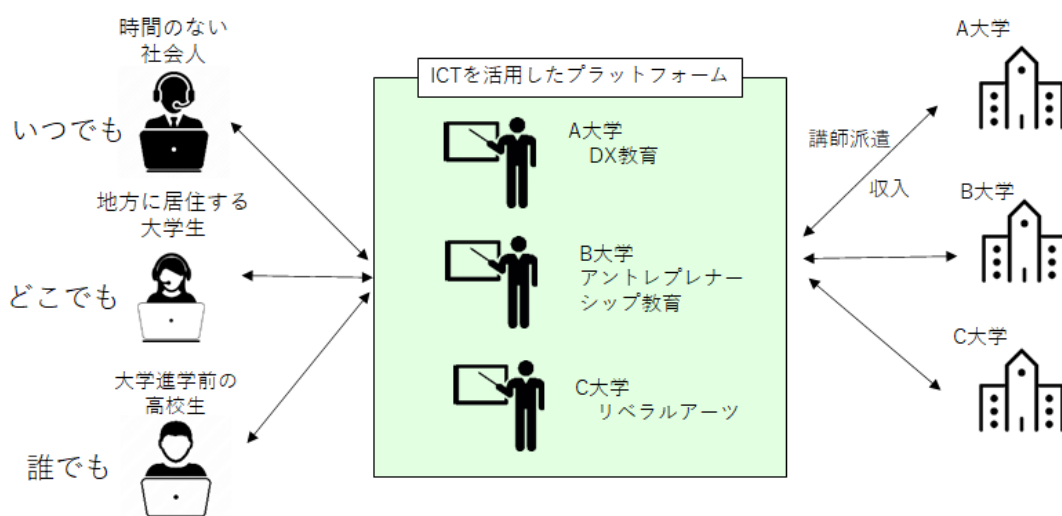 時間のない
社会人
いつでも
地方に居住する
大学生
どこでも
大学進学前の
高校生
誰でも
ICTを活用したプラットフォーム
A大学
DX教育
B大学
アントレプレナー
シップ教育
C大学
リベラルアーツ
講師派遣
収入
A大学
B大学
C大学